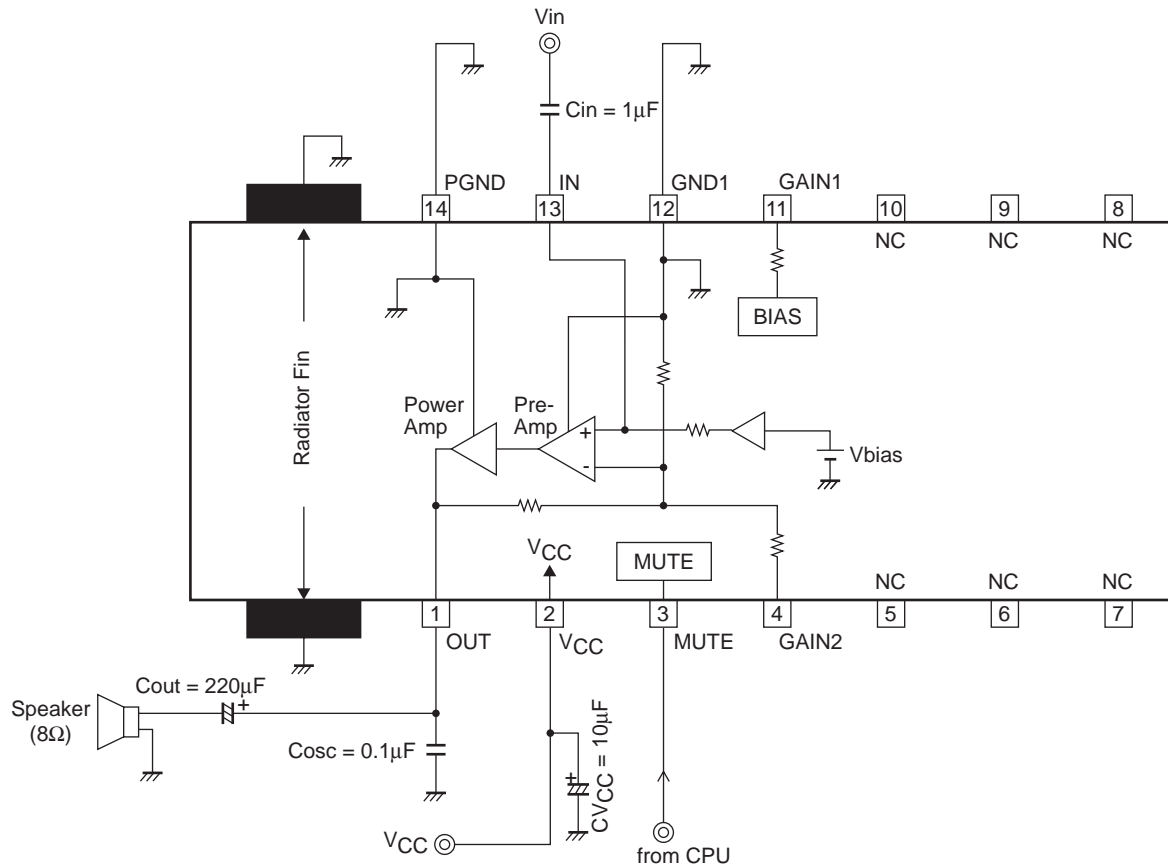 Vin
Cin = 1μF
PGND
IN
GND1
GAIN1
14
13
12
11
10
9
8
NC
NC
NC
BIAS
Radiator Fin
Power
Amp
Pre-
Amp
+
-
Vbias
VCC
MUTE
NC
NC
NC
1
2
3
4
5
6
7
OUT
VCC
MUTE
GAIN2
Cout = 220μF
+
Speaker
(8Ω)
Cosc = 0.1μF
+
CVCC = 10μF
VCC
from CPU